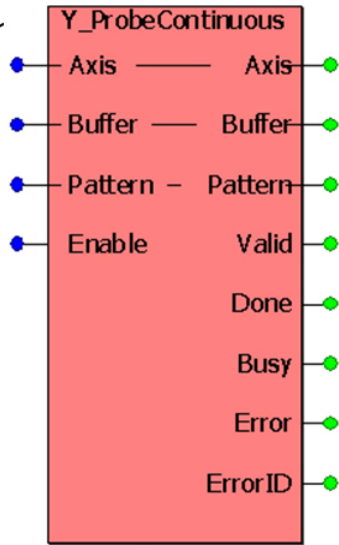 Y_ProbeContinuous
Axis Axis
Buffer Buffer
Pattern Pattern
Enable Valid
Done
Busy
Error
ErrorID